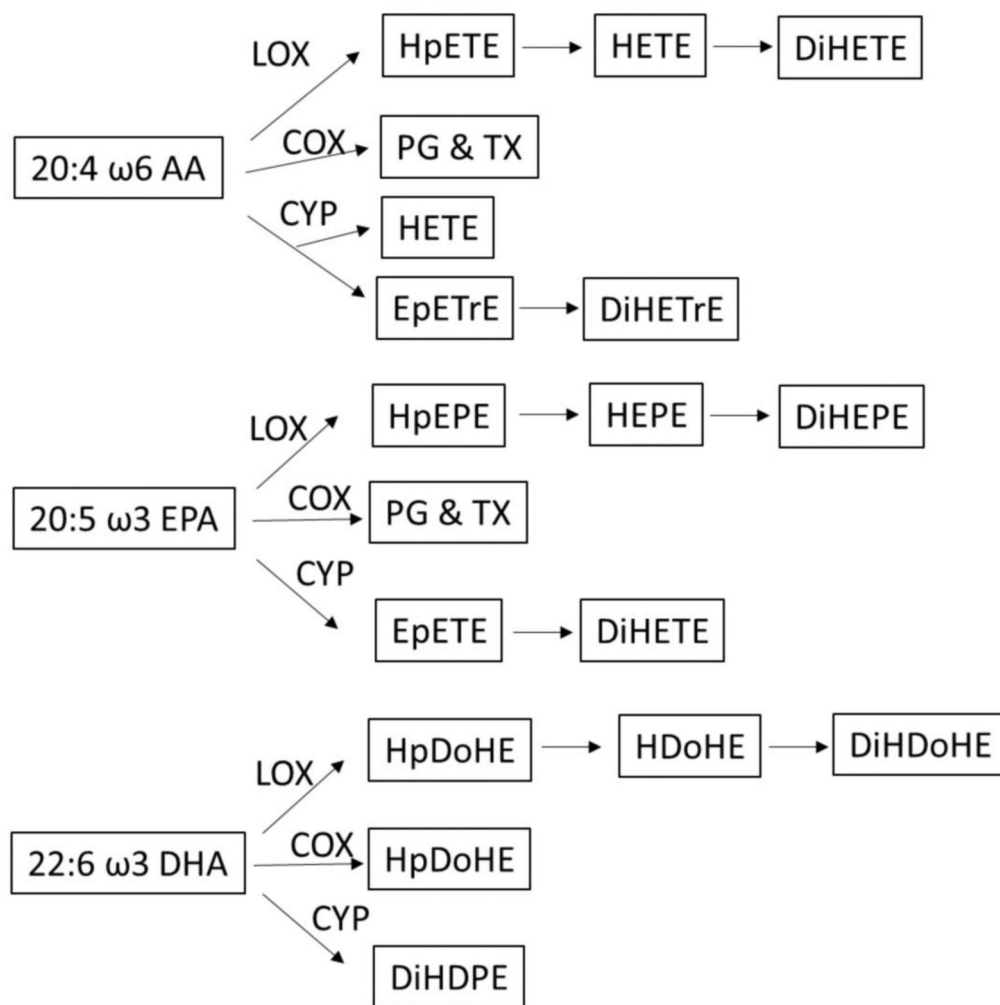 LOX
HpETE
HETE
DiHETE
20:4 ω6 AA
COX
PG & TX
CYP
HETE
EpETrE
DiHETrE
LOX
HpEPE
HEPE
DiHEPE
20:5 ω3 EPA
COX
PG & TX
CYP
EpETE
DiHETE
LOX
HpDoHE
HDoHE
DiHDoHE
22:6 ω3 DHA
COX
HpDoHE
CYP
DiHDPE